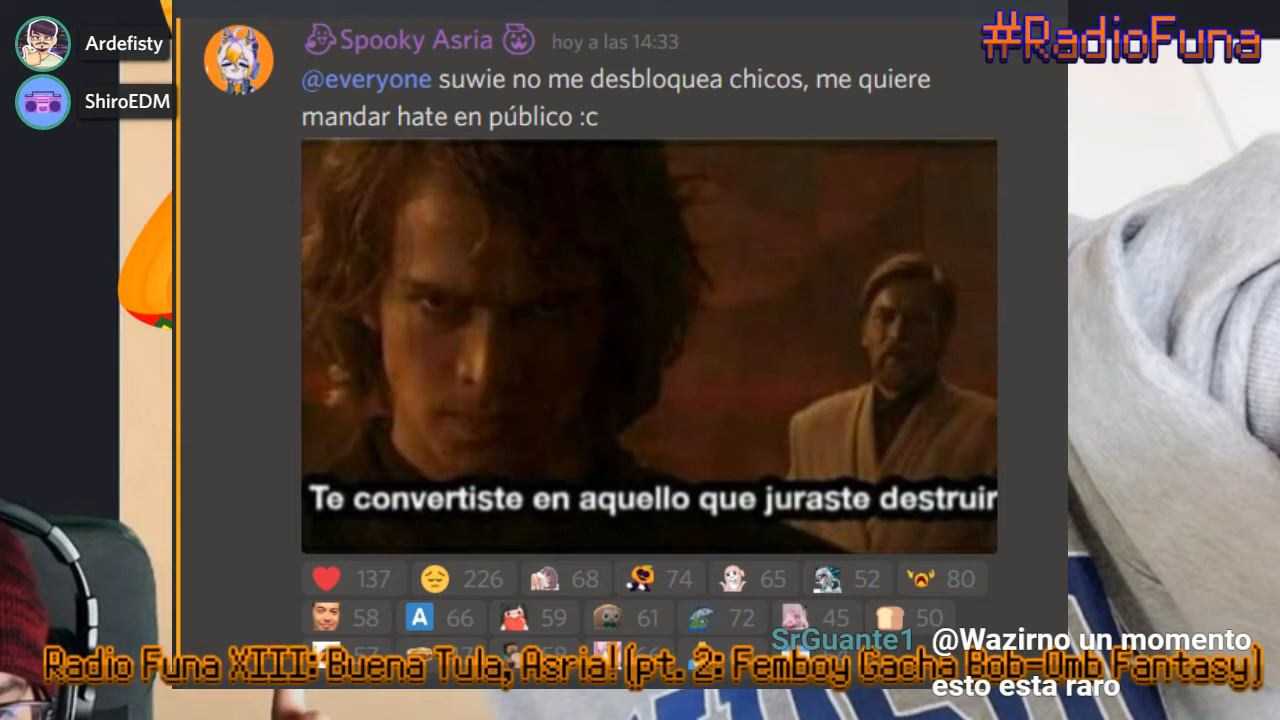 Ardefisty
ShiroEDM
#RadioFuna
Spooky Asria hoy a las 14:33
@everyone suwie no me desbloquea chicos, me quiere
mandar hate en público :c
Te convertiste en aquello que juraste destruir
137 226 68 74 65 52 80
58 A 66 59 61 72 45 50
SrGuante1 @Wazirno un momento
esto esta raro
Radio Funa XIII: Buena Tula, Asria! (pt. 2: Femboy Gacha Bob-Omb Fantasy)